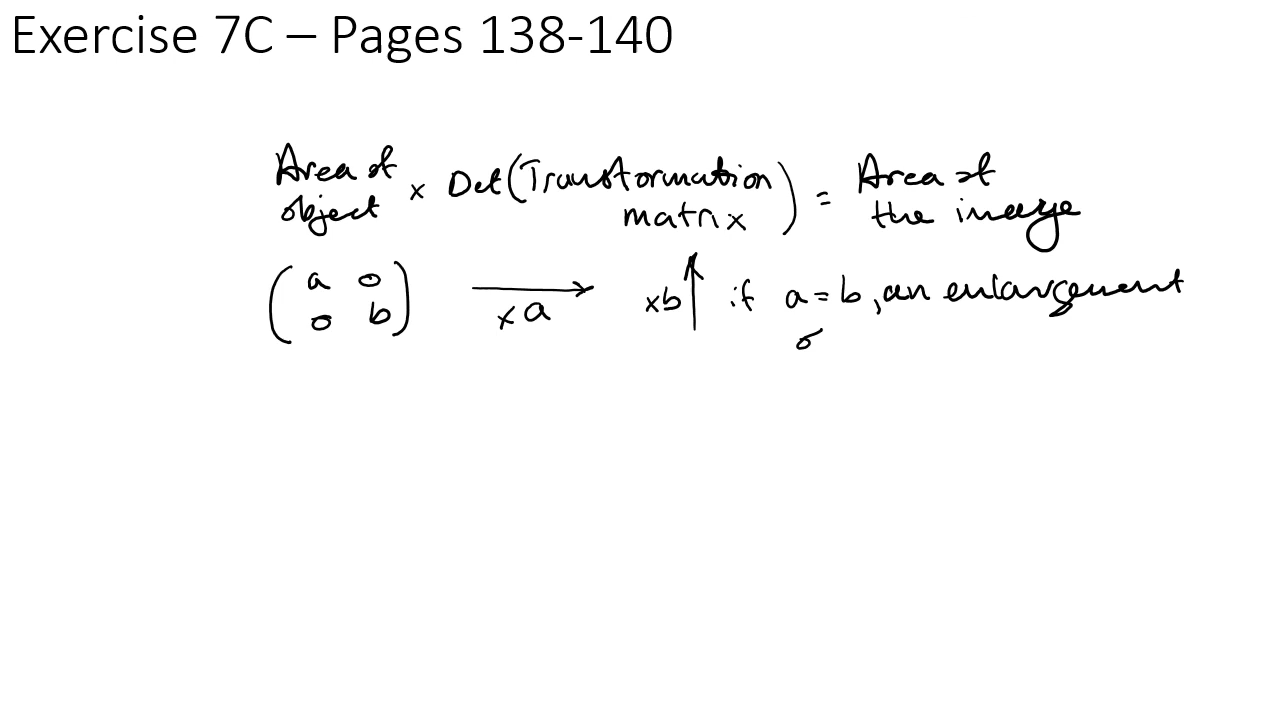 Exercise 7C – Pages 138-140
Area of object × Det(Transformation matrix) = Area of the image
(a 0
0 b) → ×a ×b ↑ if a = b, an enlargement